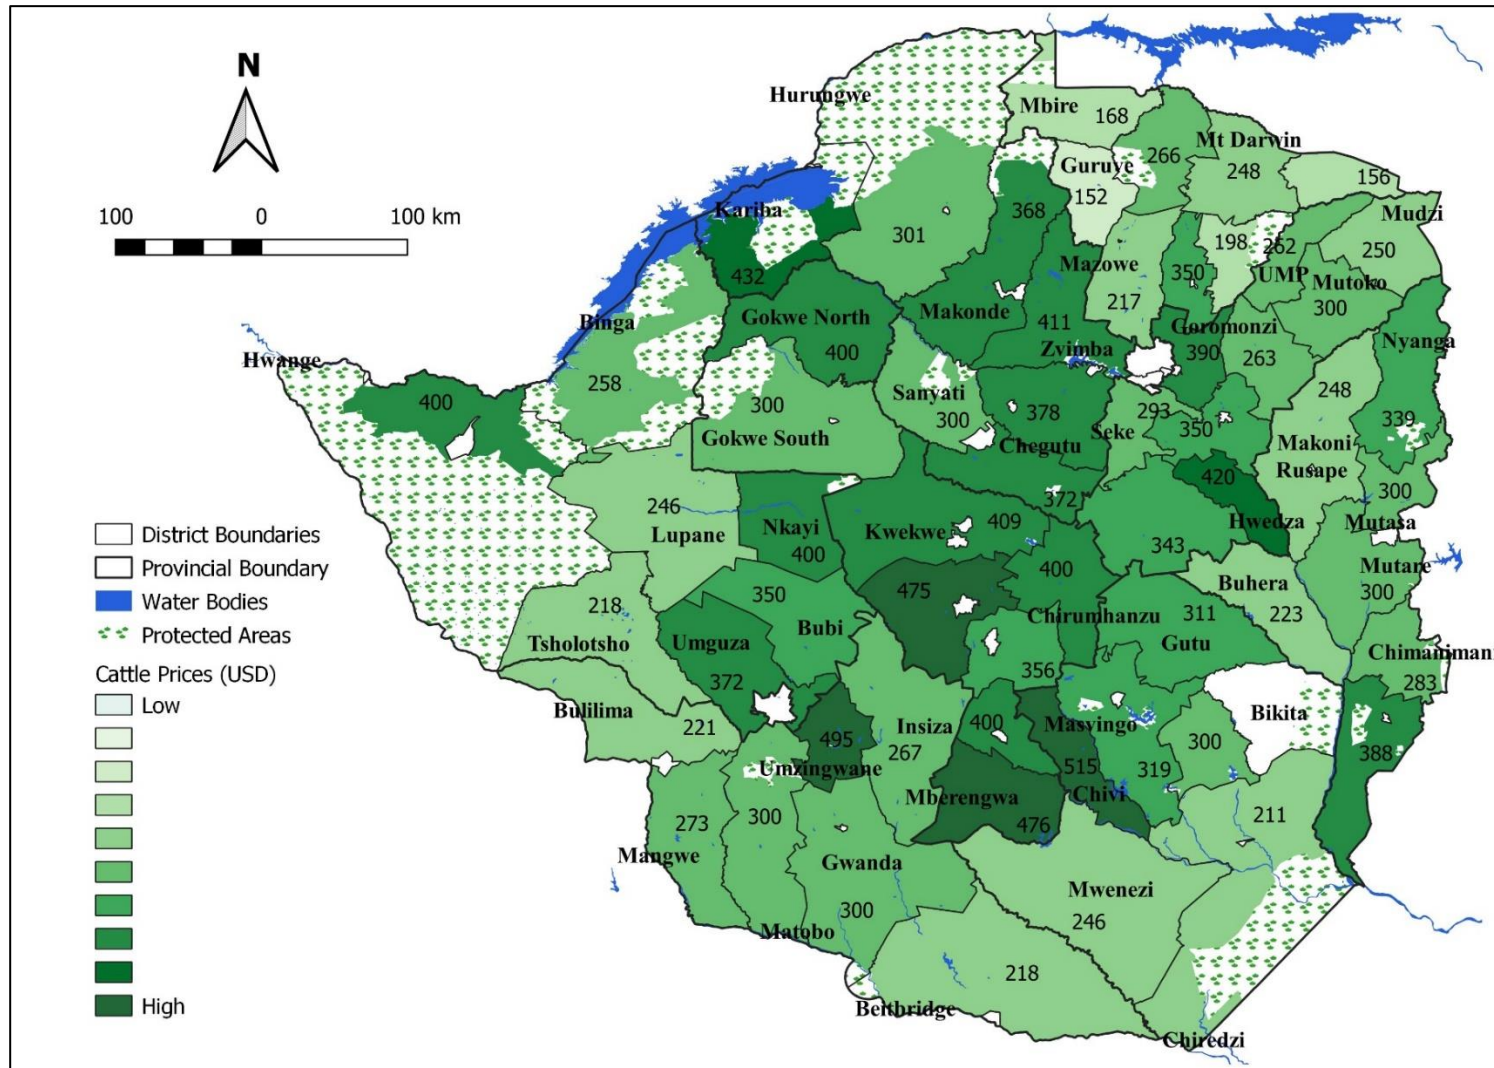 N
100 0 100 km
Hurungwe
Mbire
168
Mt Darwin
266
248
156
Guruve
152
Kariba
368
301
198
262
Mudzi
250
432
Mazowe
350
UMP
Mutoko
217
300
Binga
Gokwe North
Makonde
411
Goromonzi
Nyanga
Hwange
400
Zvimba
390
263
258
248
400
Sanyati
300
300
378
293
350
339
Gokwe South
Chegutu
Seke
Makoni
Rusape
420
300
246
372
Lupane
Nkayi
400
Kwekwe
409
Hwedza
Mutasa
343
Mutare
300
400
Buhera
223
350
475
218
Bubi
Chirumhanzu
311
Gutu
Tsholotsho
Umguza
372
356
Chimanimani
283
Bulilima
221
Insiza
267
400
Masvingo
Bikita
495
300
388
Umzingwane
515
319
Mberengwa
476
Chivi
211
273
300
Mangwe
Gwanda
300
Mwenezi
246
Matobo
218
Beitbridge
Chiredzi
District Boundaries
Provincial Boundary
Water Bodies
Protected Areas
Cattle Prices (USD)
Low
High